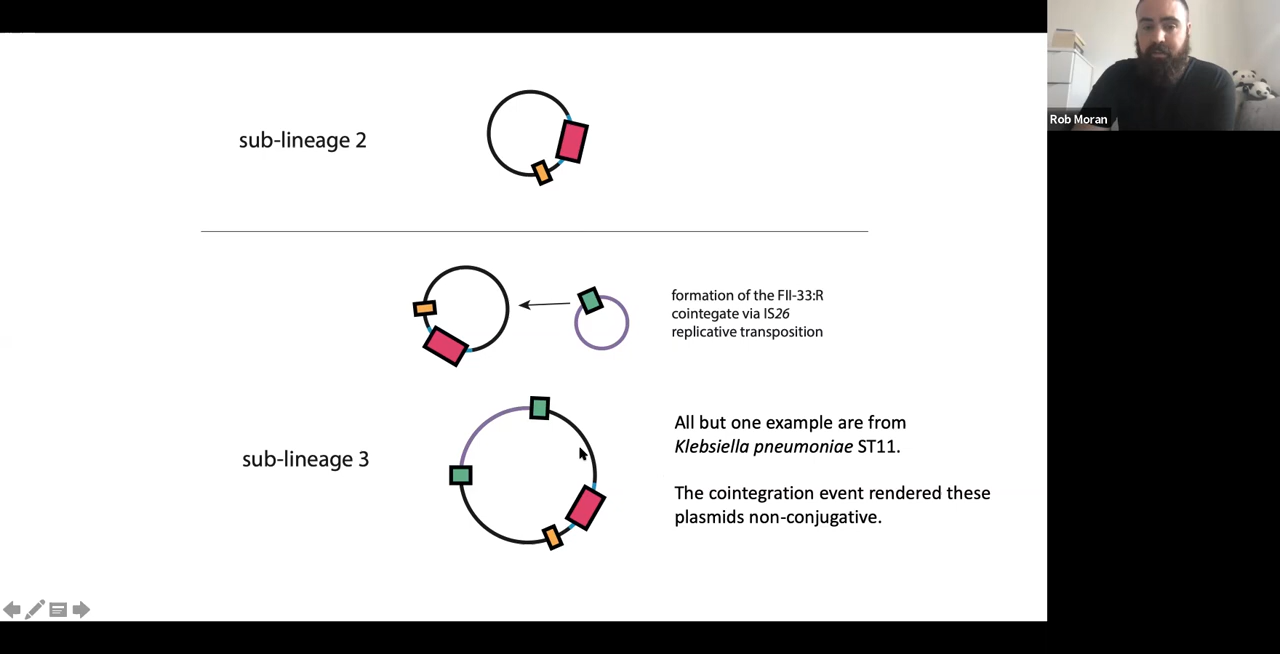 Rob Moran
sub-lineage 2
formation of the FII-33:R
cointegate via IS26
replicative transposition
sub-lineage 3
All but one example are from
Klebsiella pneumoniae ST11.
The cointegration event rendered these
plasmids non-conjugative.